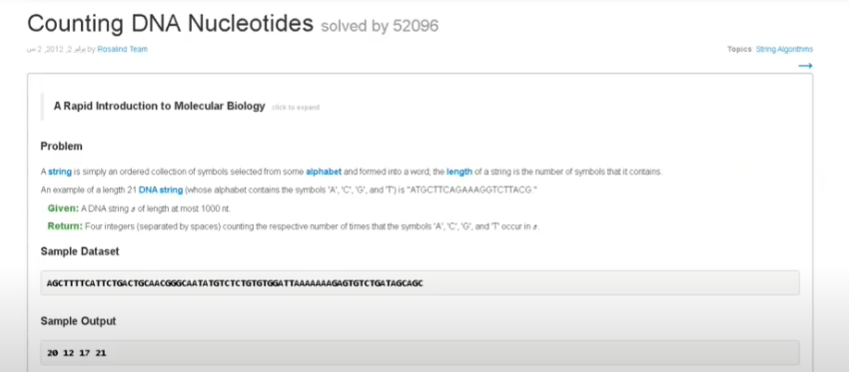 Counting DNA Nucleotides solved by 52096
2 ,2012 ,2 by Rosalind Team
Topics: String Algorithms
→
A Rapid Introduction to Molecular Biology click to expand
Problem
A string is simply an ordered collection of symbols selected from some alphabet and formed into a word; the length of a string is the number of symbols that it contains.
An example of a length 21 DNA string (whose alphabet contains the symbols 'A', 'C', 'G', and 'T') is "ATGCTTCAGAAAGGTCTTACG."
Given: A DNA string s of length at most 1000 nt.
Return: Four integers (separated by spaces) counting the respective number of times that the symbols 'A', 'C', 'G', and 'T' occur in s.
Sample Dataset
AGCTTTTCATTCTGACTGCAACGGGCAATATGTCTCTGTGTGGATTAAAAAAAGAGTGTCTGATAGCAGC
Sample Output
20 12 17 21